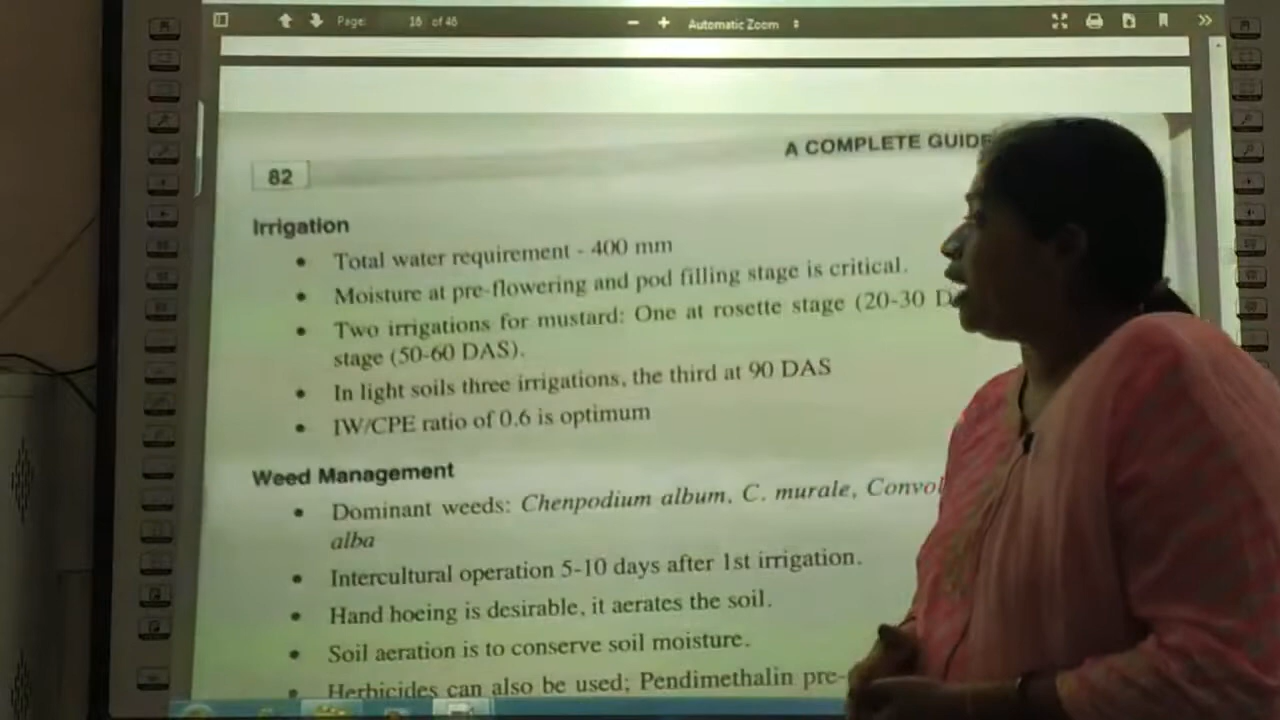 Page: 16 of 46
Automatic Zoom
A COMPLETE GUIDE
82
Irrigation
• Total water requirement - 400 mm
• Moisture at pre-flowering and pod filling stage is critical.
• Two irrigations for mustard: One at rosette stage (20-30 D
stage (50-60 DAS).
• In light soils three irrigations, the third at 90 DAS
• IW/CPE ratio of 0.6 is optimum
Weed Management
• Dominant weeds: Chenpodium album, C. murale, Convol
alba
• Intercultural operation 5-10 days after 1st irrigation.
• Hand hoeing is desirable, it aerates the soil.
• Soil aeration is to conserve soil moisture.
• Herbicides can also be used; Pendimethalin pre-